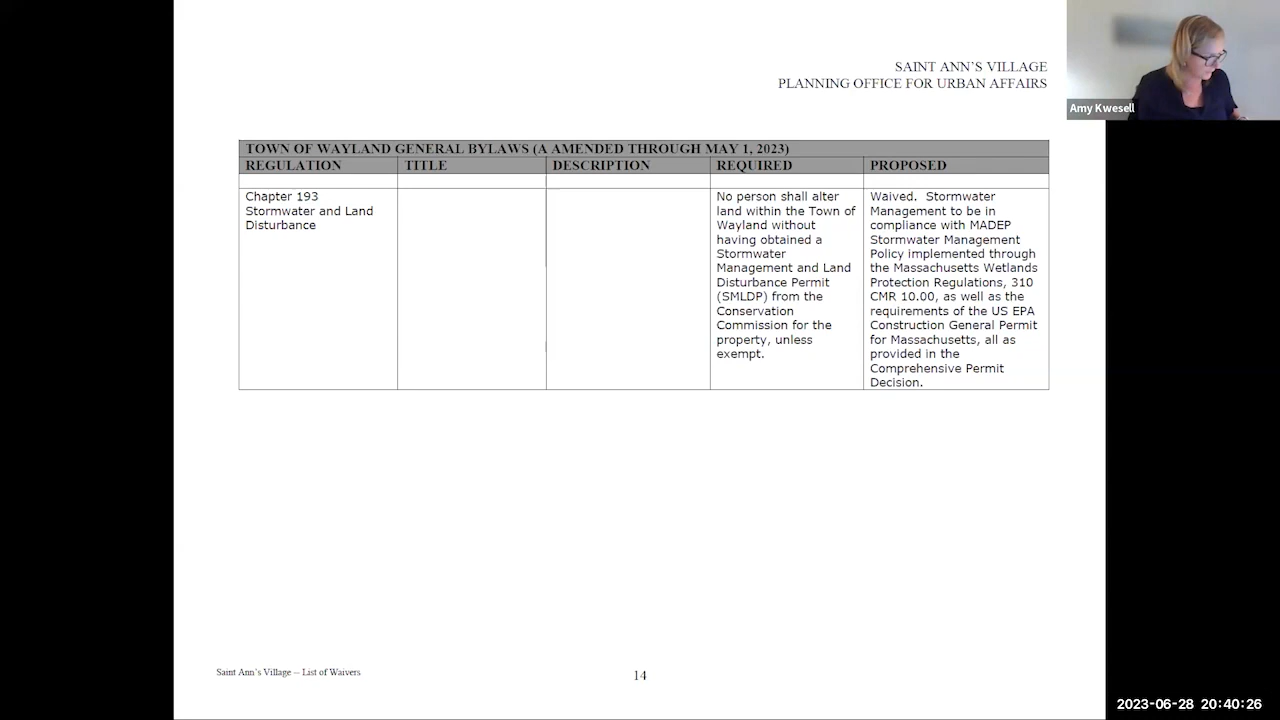 SAINT ANN'S VILLAGE
PLANNING OFFICE FOR URBAN AFFAIRS
Amy Kwesell
TOWN OF WAYLAND GENERAL BYLAWS (A AMENDED THROUGH MAY 1, 2023)
REGULATION TITLE DESCRIPTION REQUIRED PROPOSED
Chapter 193
Stormwater and Land
Disturbance
No person shall alter
land within the Town of
Wayland without
having obtained a
Stormwater
Management and Land
Disturbance Permit
(SMLDP) from the
Conservation
Commission for the
property, unless
exempt.
Waived.  Stormwater
Management to be in
compliance with MADEP
Stormwater Management
Policy implemented through
the Massachusetts Wetlands
Protection Regulations, 310
CMR 10.00, as well as the
requirements of the US EPA
Construction General Permit
for Massachusetts, all as
provided in the
Comprehensive Permit
Decision.
Saint Ann's Village – List of Waivers
14
2023-06-28 20:40:26